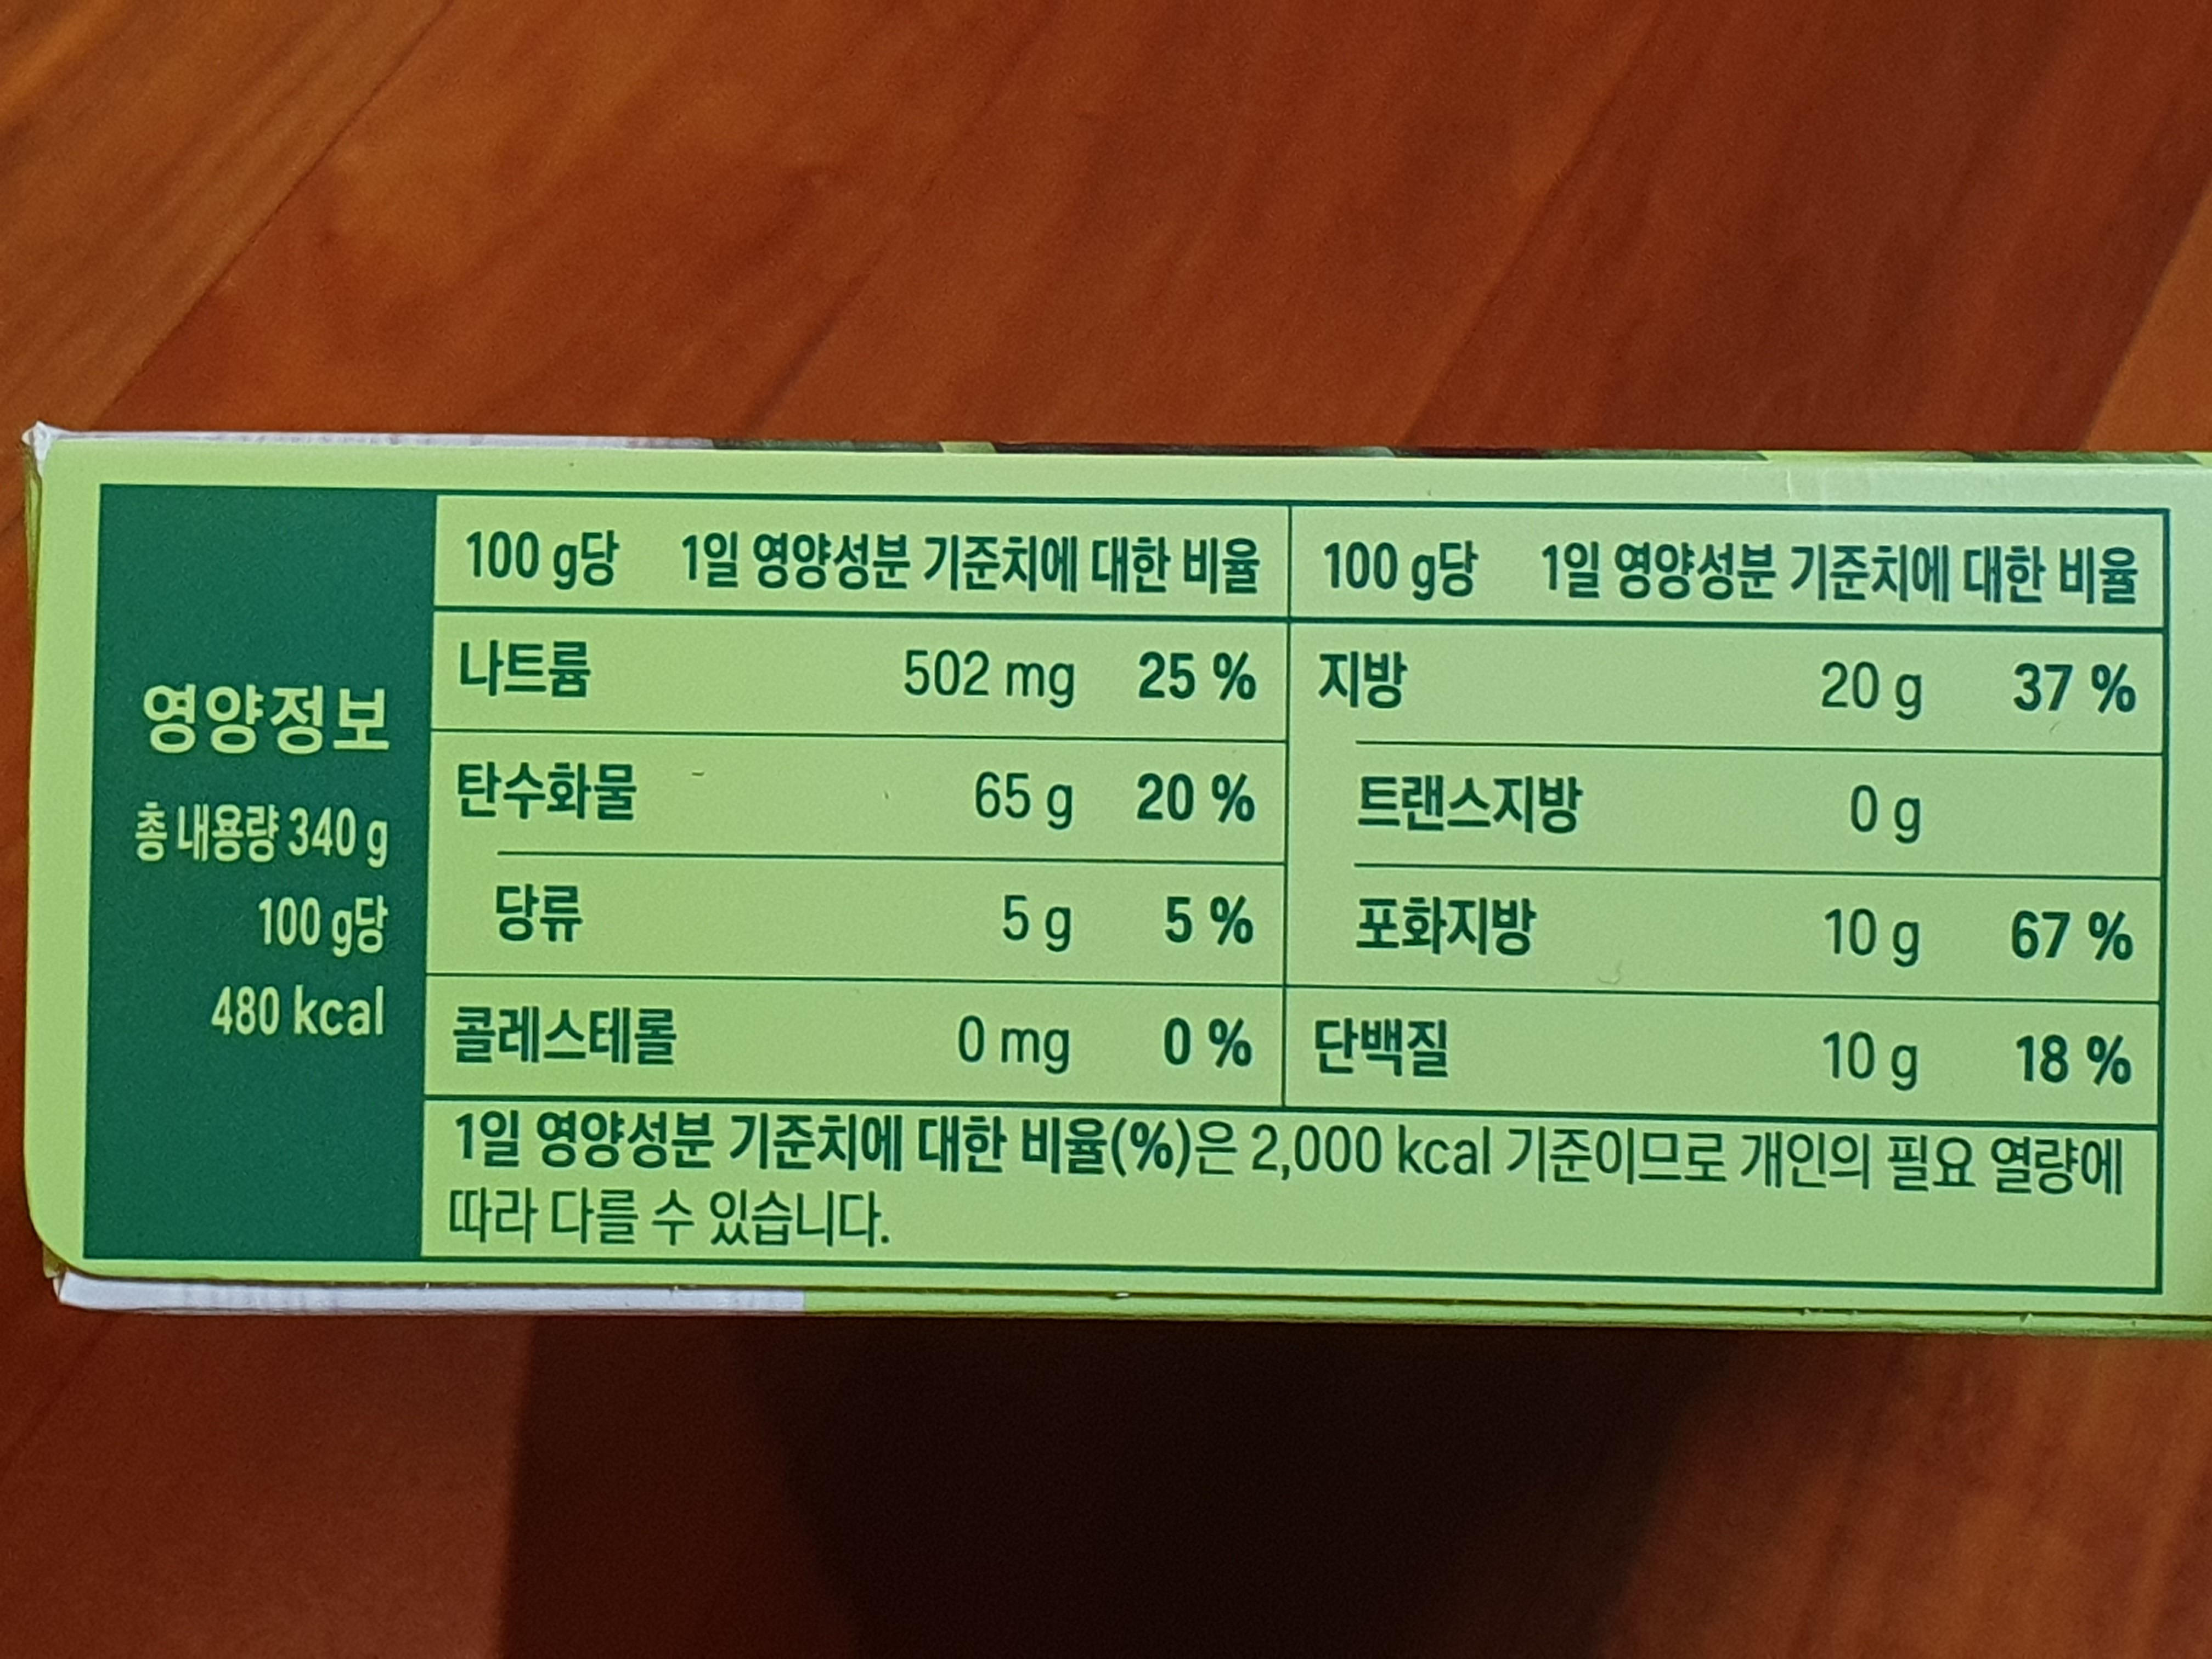 영양정보
총 내용량 340 g
100 g당
480 kcal
100 g당 1일 영양성분 기준치에 대한 비율 100 g당 1일 영양성분 기준치에 대한 비율
나트륨 502 mg 25 % 지방 20 g 37 %
탄수화물 65 g 20 % 트랜스지방 0 g
당류 5 g 5 % 포화지방 10 g 67 %
콜레스테롤 0 mg 0 % 단백질 10 g 18 %
1일 영양성분 기준치에 대한 비율(%)은 2,000 kcal 기준이므로 개인의 필요 열량에
따라 다를 수 있습니다.